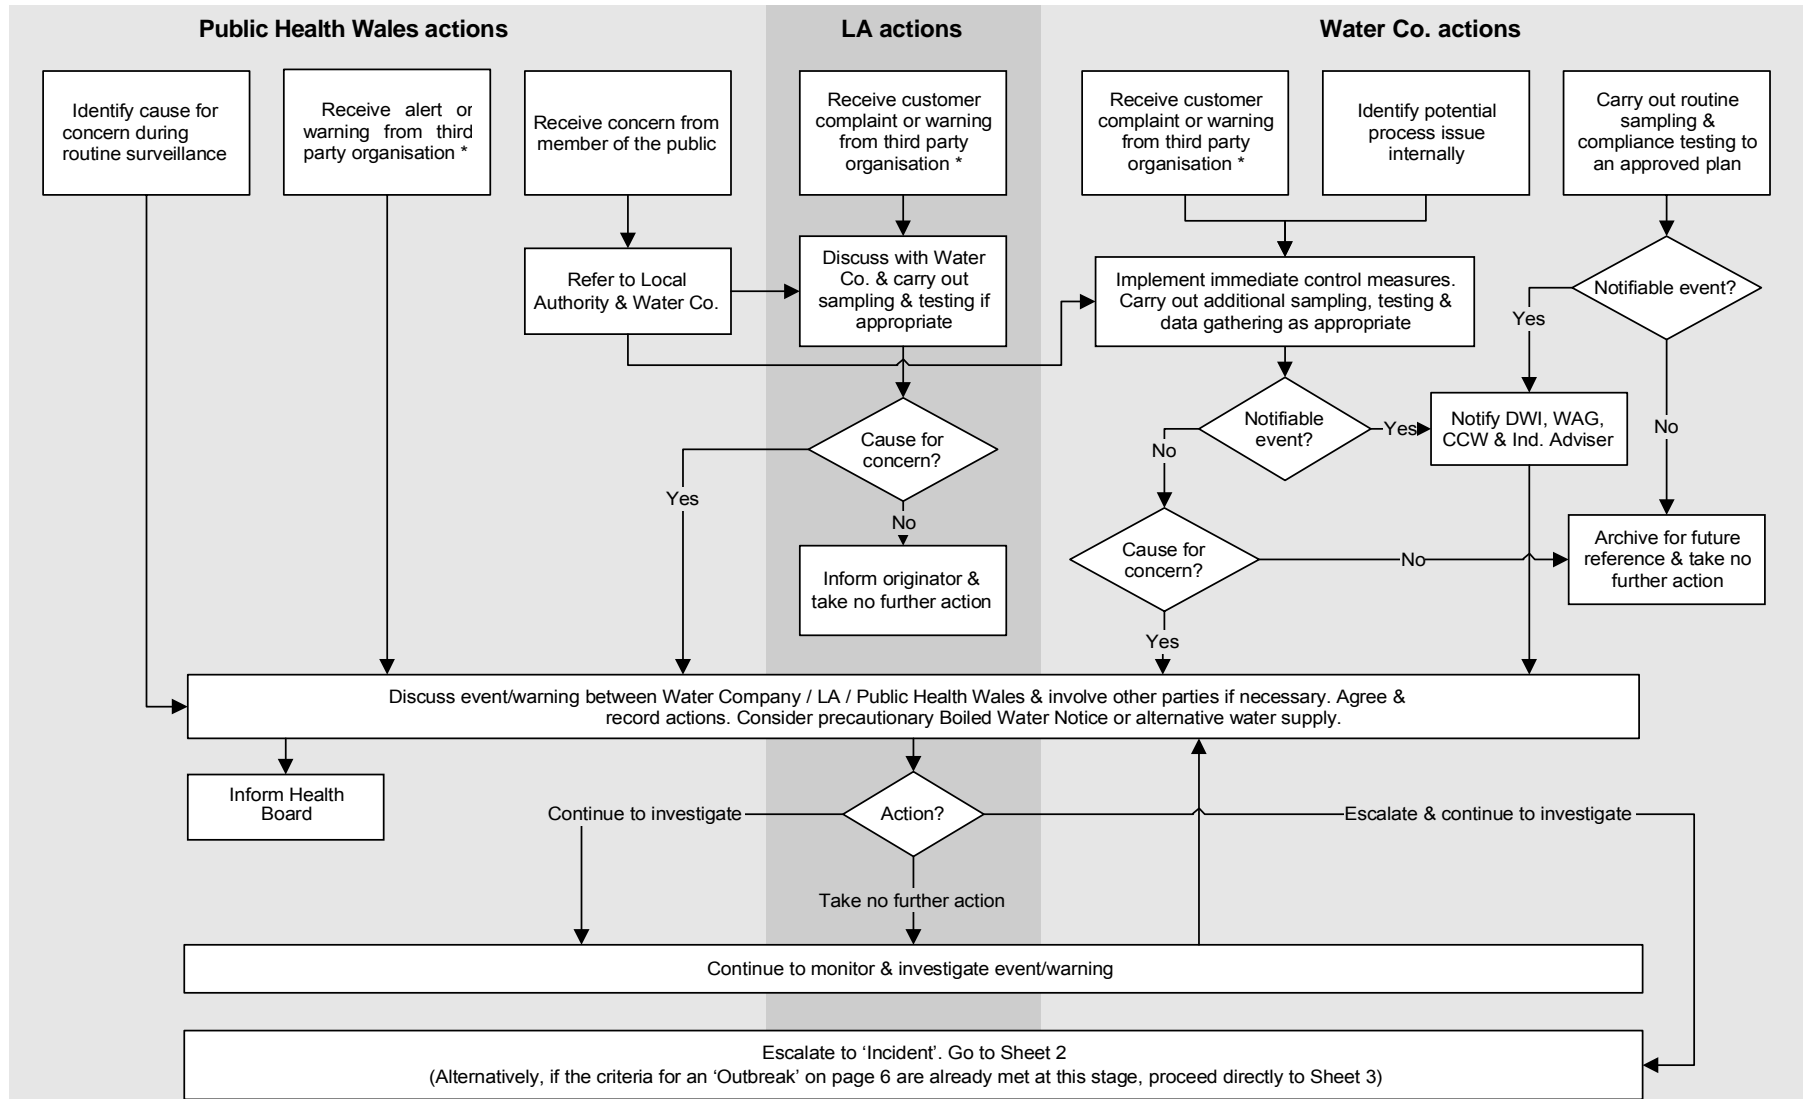 Public Health Wales actions
LA actions
Water Co. actions
Identify cause for
concern during
routine surveillance
Receive alert or
warning from third
party organisation *
Receive concern from
member of the public
Receive customer
complaint or warning
from third party
organisation *
Receive customer
complaint or warning
from third party
organisation *
Identify potential
process issue
internally
Carry out routine
sampling &
compliance testing to
an approved plan
Refer to Local
Authority & Water Co.
Discuss with Water
Co. & carry out
sampling & testing if
appropriate
Implement immediate control measures.
Carry out additional sampling, testing &
data gathering as appropriate
Notifiable event?
Yes
No
Notifiable
event?
Yes
No
Notify DWI, WAG,
CCW & Ind. Adviser
Cause for
concern?
Yes
No
Inform originator &
take no further action
Cause for
concern?
No
Yes
Archive for future
reference & take no
further action
Discuss event/warning between Water Company / LA / Public Health Wales & involve other parties if necessary. Agree &
record actions. Consider precautionary Boiled Water Notice or alternative water supply.
Inform Health
Board
Continue to investigate
Action?
Escalate & continue to investigate
Take no further action
Continue to monitor & investigate event/warning
Escalate to ‘Incident’. Go to Sheet 2
(Alternatively, if the criteria for an ‘Outbreak’ on page 6 are already met at this stage, proceed directly to Sheet 3)